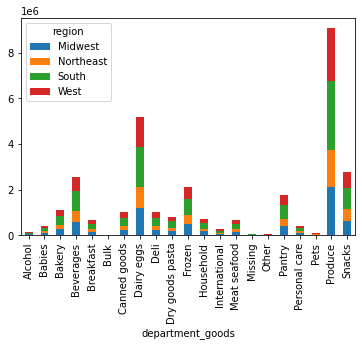 1e6
8
6
4
2
0
region
Midwest
Northeast
South
West
Alcohol
Babies
Bakery
Beverages
Breakfast
Bulk
Canned goods
Dairy eggs
Deli
Dry goods pasta
Frozen
Household
International
Meat seafood
Missing
Other
Pantry
Personal care
Pets
Produce
Snacks
department_goods